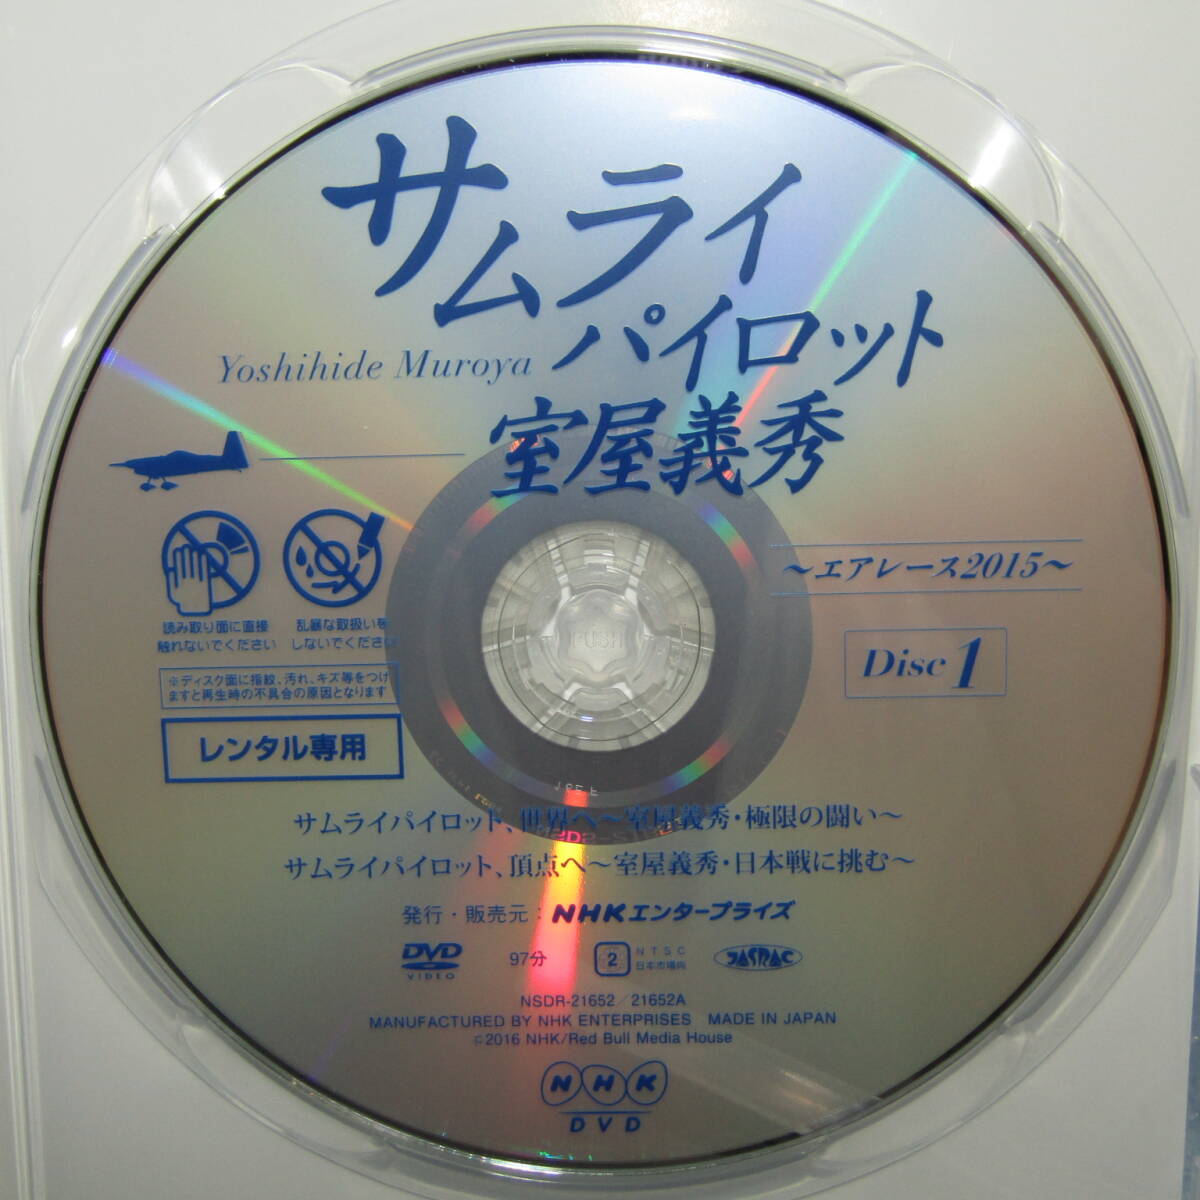 サムライ
パイロット
Yoshihide Muroya
室屋義秀
～エアレース2015～
Disc 1
読み取り面に直接
触れないでください
乱暴な取扱いを
しないでください
※ディスク面に指紋、汚れ、キズ等をつけ
ますと再生時の不具合の原因となります
レンタル専用
PUSH
サムライパイロット、世界へ～室屋義秀・極限の闘い～
サムライパイロット、頂点へ～室屋義秀・日本戦に挑む～
発行・販売元：NHKエンタープライズ
DVD VIDEO
97分
2
NTSC
日本市場向
JASRAC
NSDR-21652／21652A
MANUFACTURED BY NHK ENTERPRISES MADE IN JAPAN
Ⓟ2016 NHK/Red Bull Media House
NHK
DVD